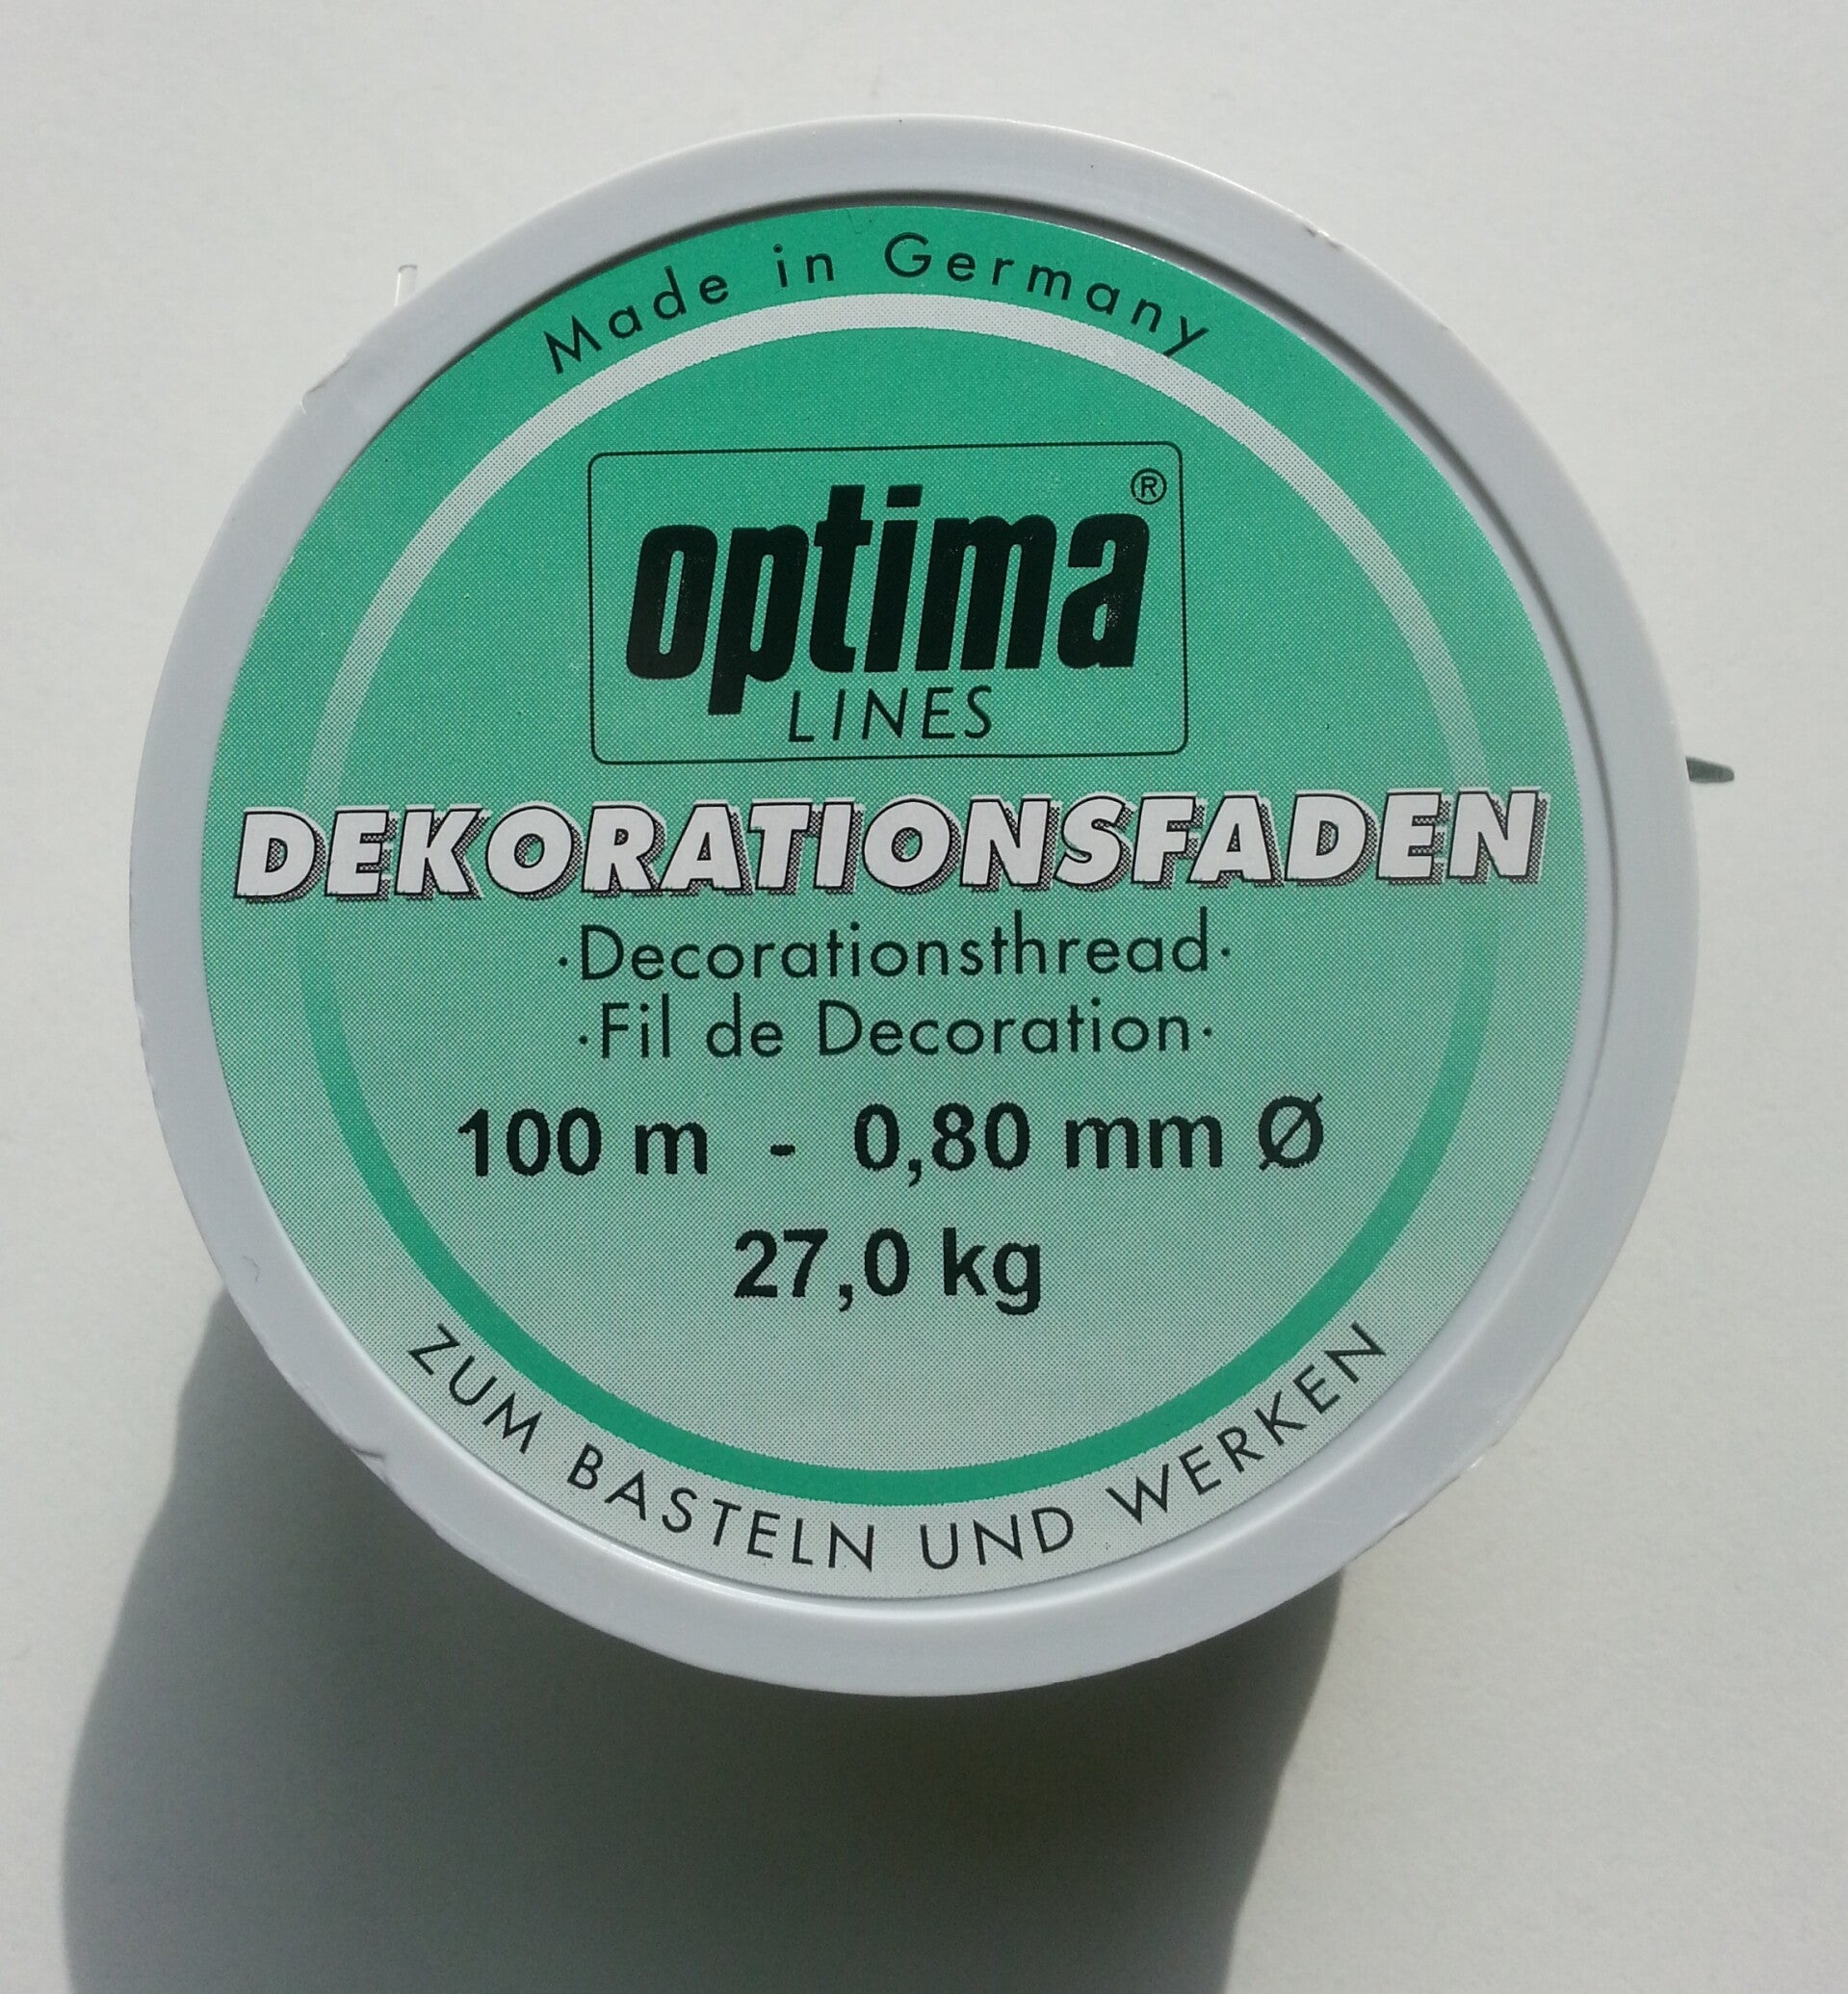 Made in Germany
optima®
LINES
DEKORATIONSFADEN
·Decorationsthread·
·Fil de Decoration·
100 m - 0,80 mm Ø
27,0 kg
ZUM BASTELN UND WERKEN